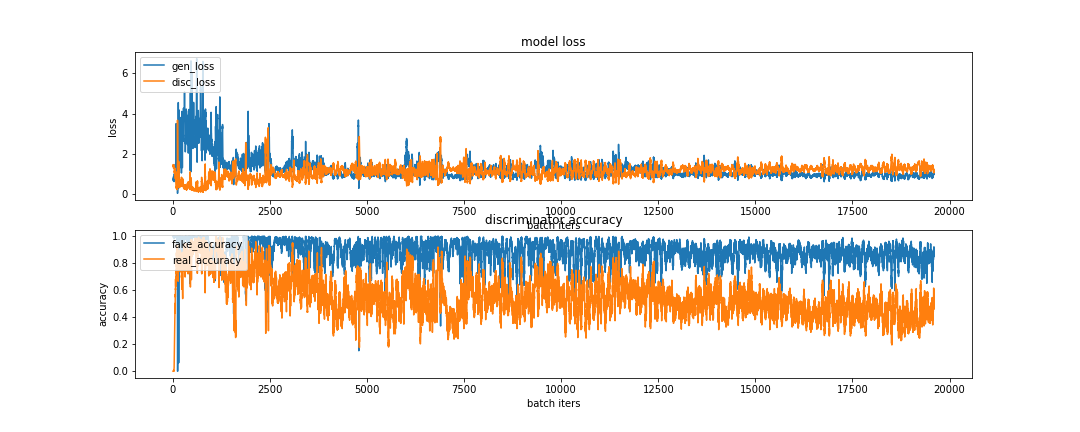 model loss
gen_loss
disc_loss
loss
6
4
2
0
0 2500 5000 7500 10000 12500 15000 17500 20000
batch iters
discriminator accuracy
fake_accuracy
real_accuracy
accuracy
1.0
0.8
0.6
0.4
0.2
0.0
0 2500 5000 7500 10000 12500 15000 17500 20000
batch iters